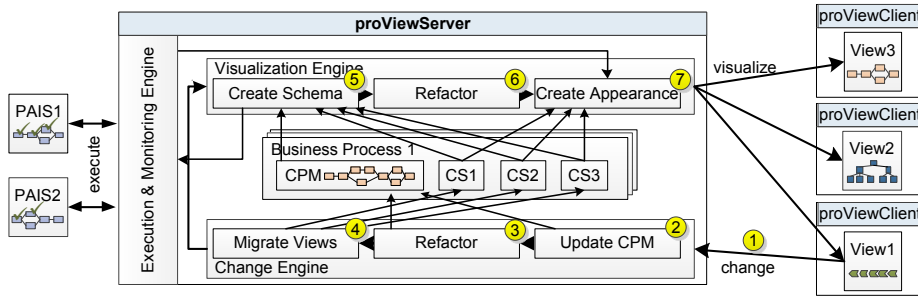 proViewServer
Execution & Monitoring Engine
Visualization Engine
5
6
7
Create Schema
Refactor
Create Appearance
PAIS1
PAIS2
execute
Business Process 1
CPM
CS1
CS2
CS3
4
3
2
Migrate Views
Refactor
Update CPM
Change Engine
1
change
visualize
proViewClient
View3
proViewClient
View2
proViewClient
View1